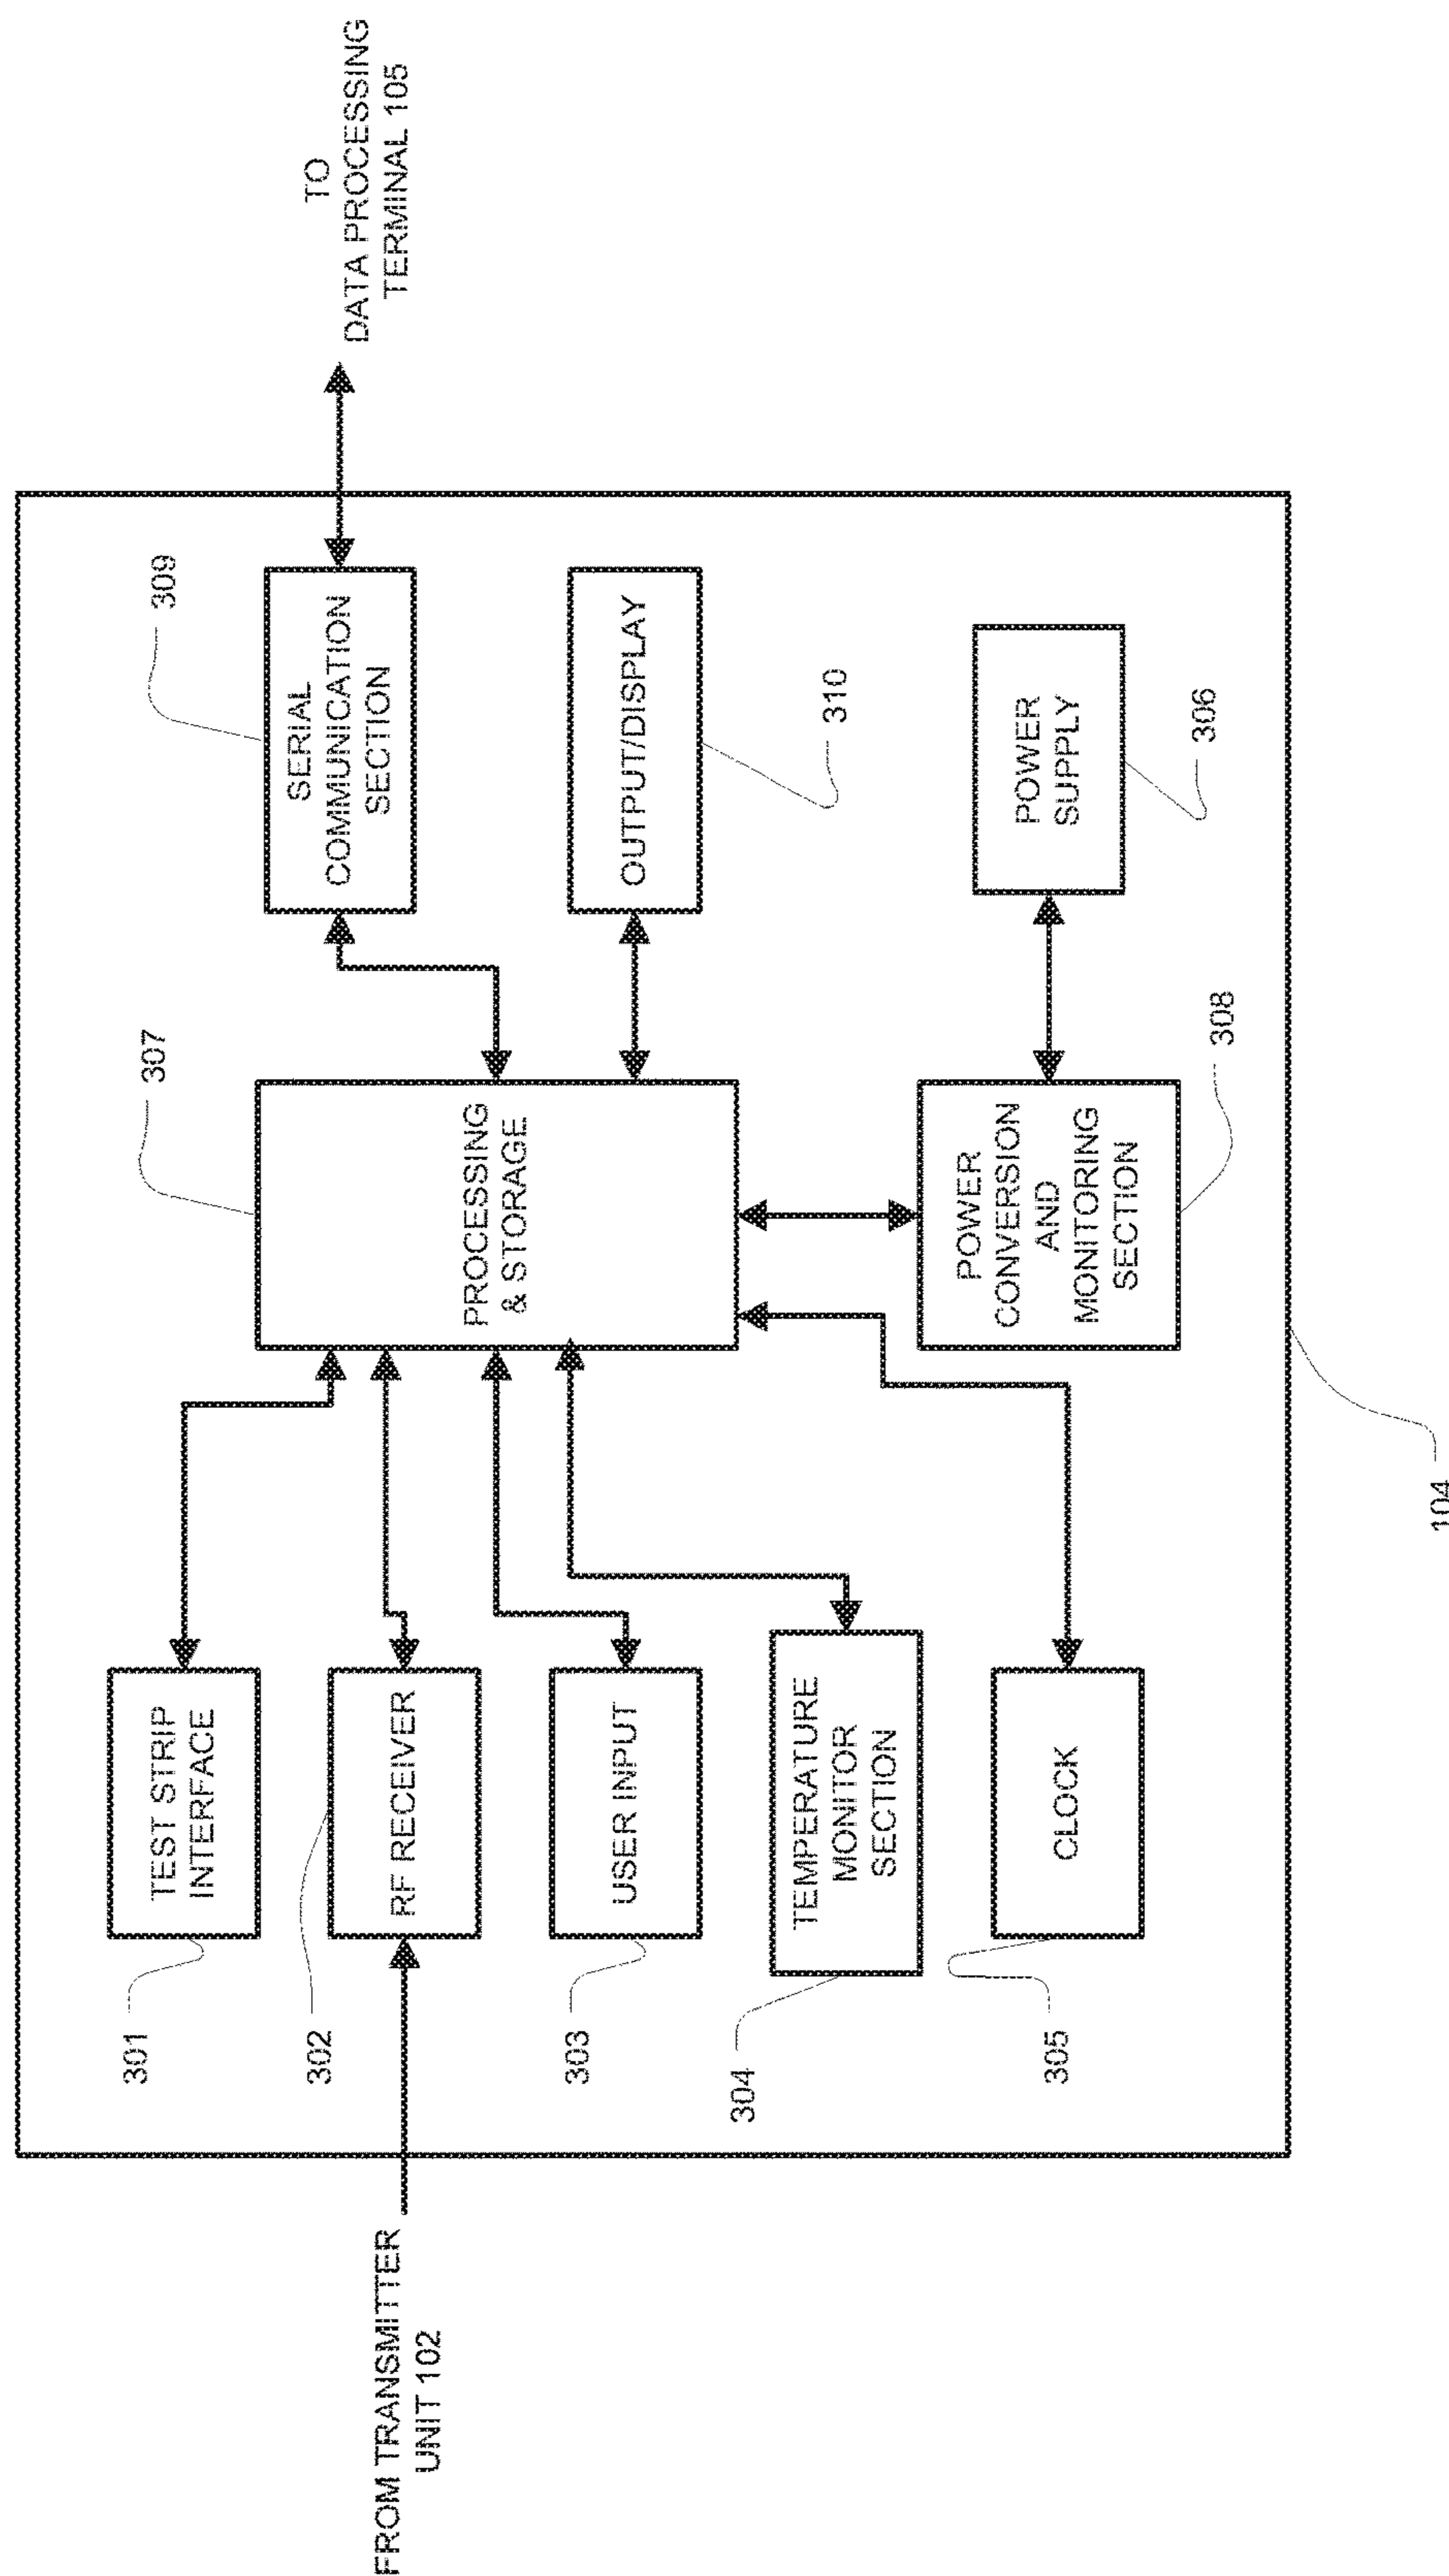 FROM TRANSMITTER
UNIT 102
301
TEST STRIP
INTERFACE
302
RF RECEIVER
303
USER INPUT
304
TEMPERATURE
MONITOR
SECTION
305
CLOCK
307
PROCESSING
& STORAGE
POWER
CONVERSION
AND
MONITORING
SECTION
308
309
SERIAL
COMMUNICATION
SECTION
OUTPUT/DISPLAY
310
POWER
SUPPLY
306
TO
DATA PROCESSING
TERMINAL 105
104